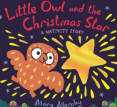 Little Owl and the
Christmas Star
A NATIVITY STORY
Mary Murphy